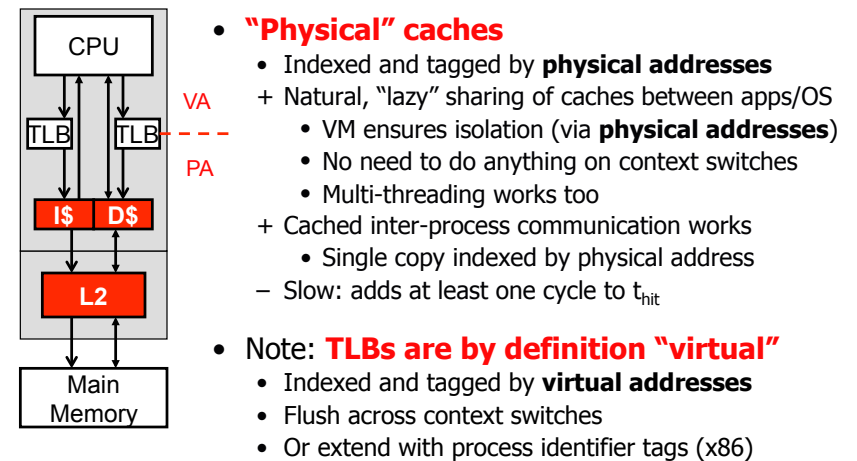 CPU
VA
TLB
TLB
PA
I$
D$
L2
Main
Memory
• “Physical” caches
• Indexed and tagged by physical addresses
+ Natural, “lazy” sharing of caches between apps/OS
• VM ensures isolation (via physical addresses)
• No need to do anything on context switches
• Multi-threading works too
+ Cached inter-process communication works
• Single copy indexed by physical address
– Slow: adds at least one cycle to thit
• Note: TLBs are by definition “virtual”
• Indexed and tagged by virtual addresses
• Flush across context switches
• Or extend with process identifier tags (x86)